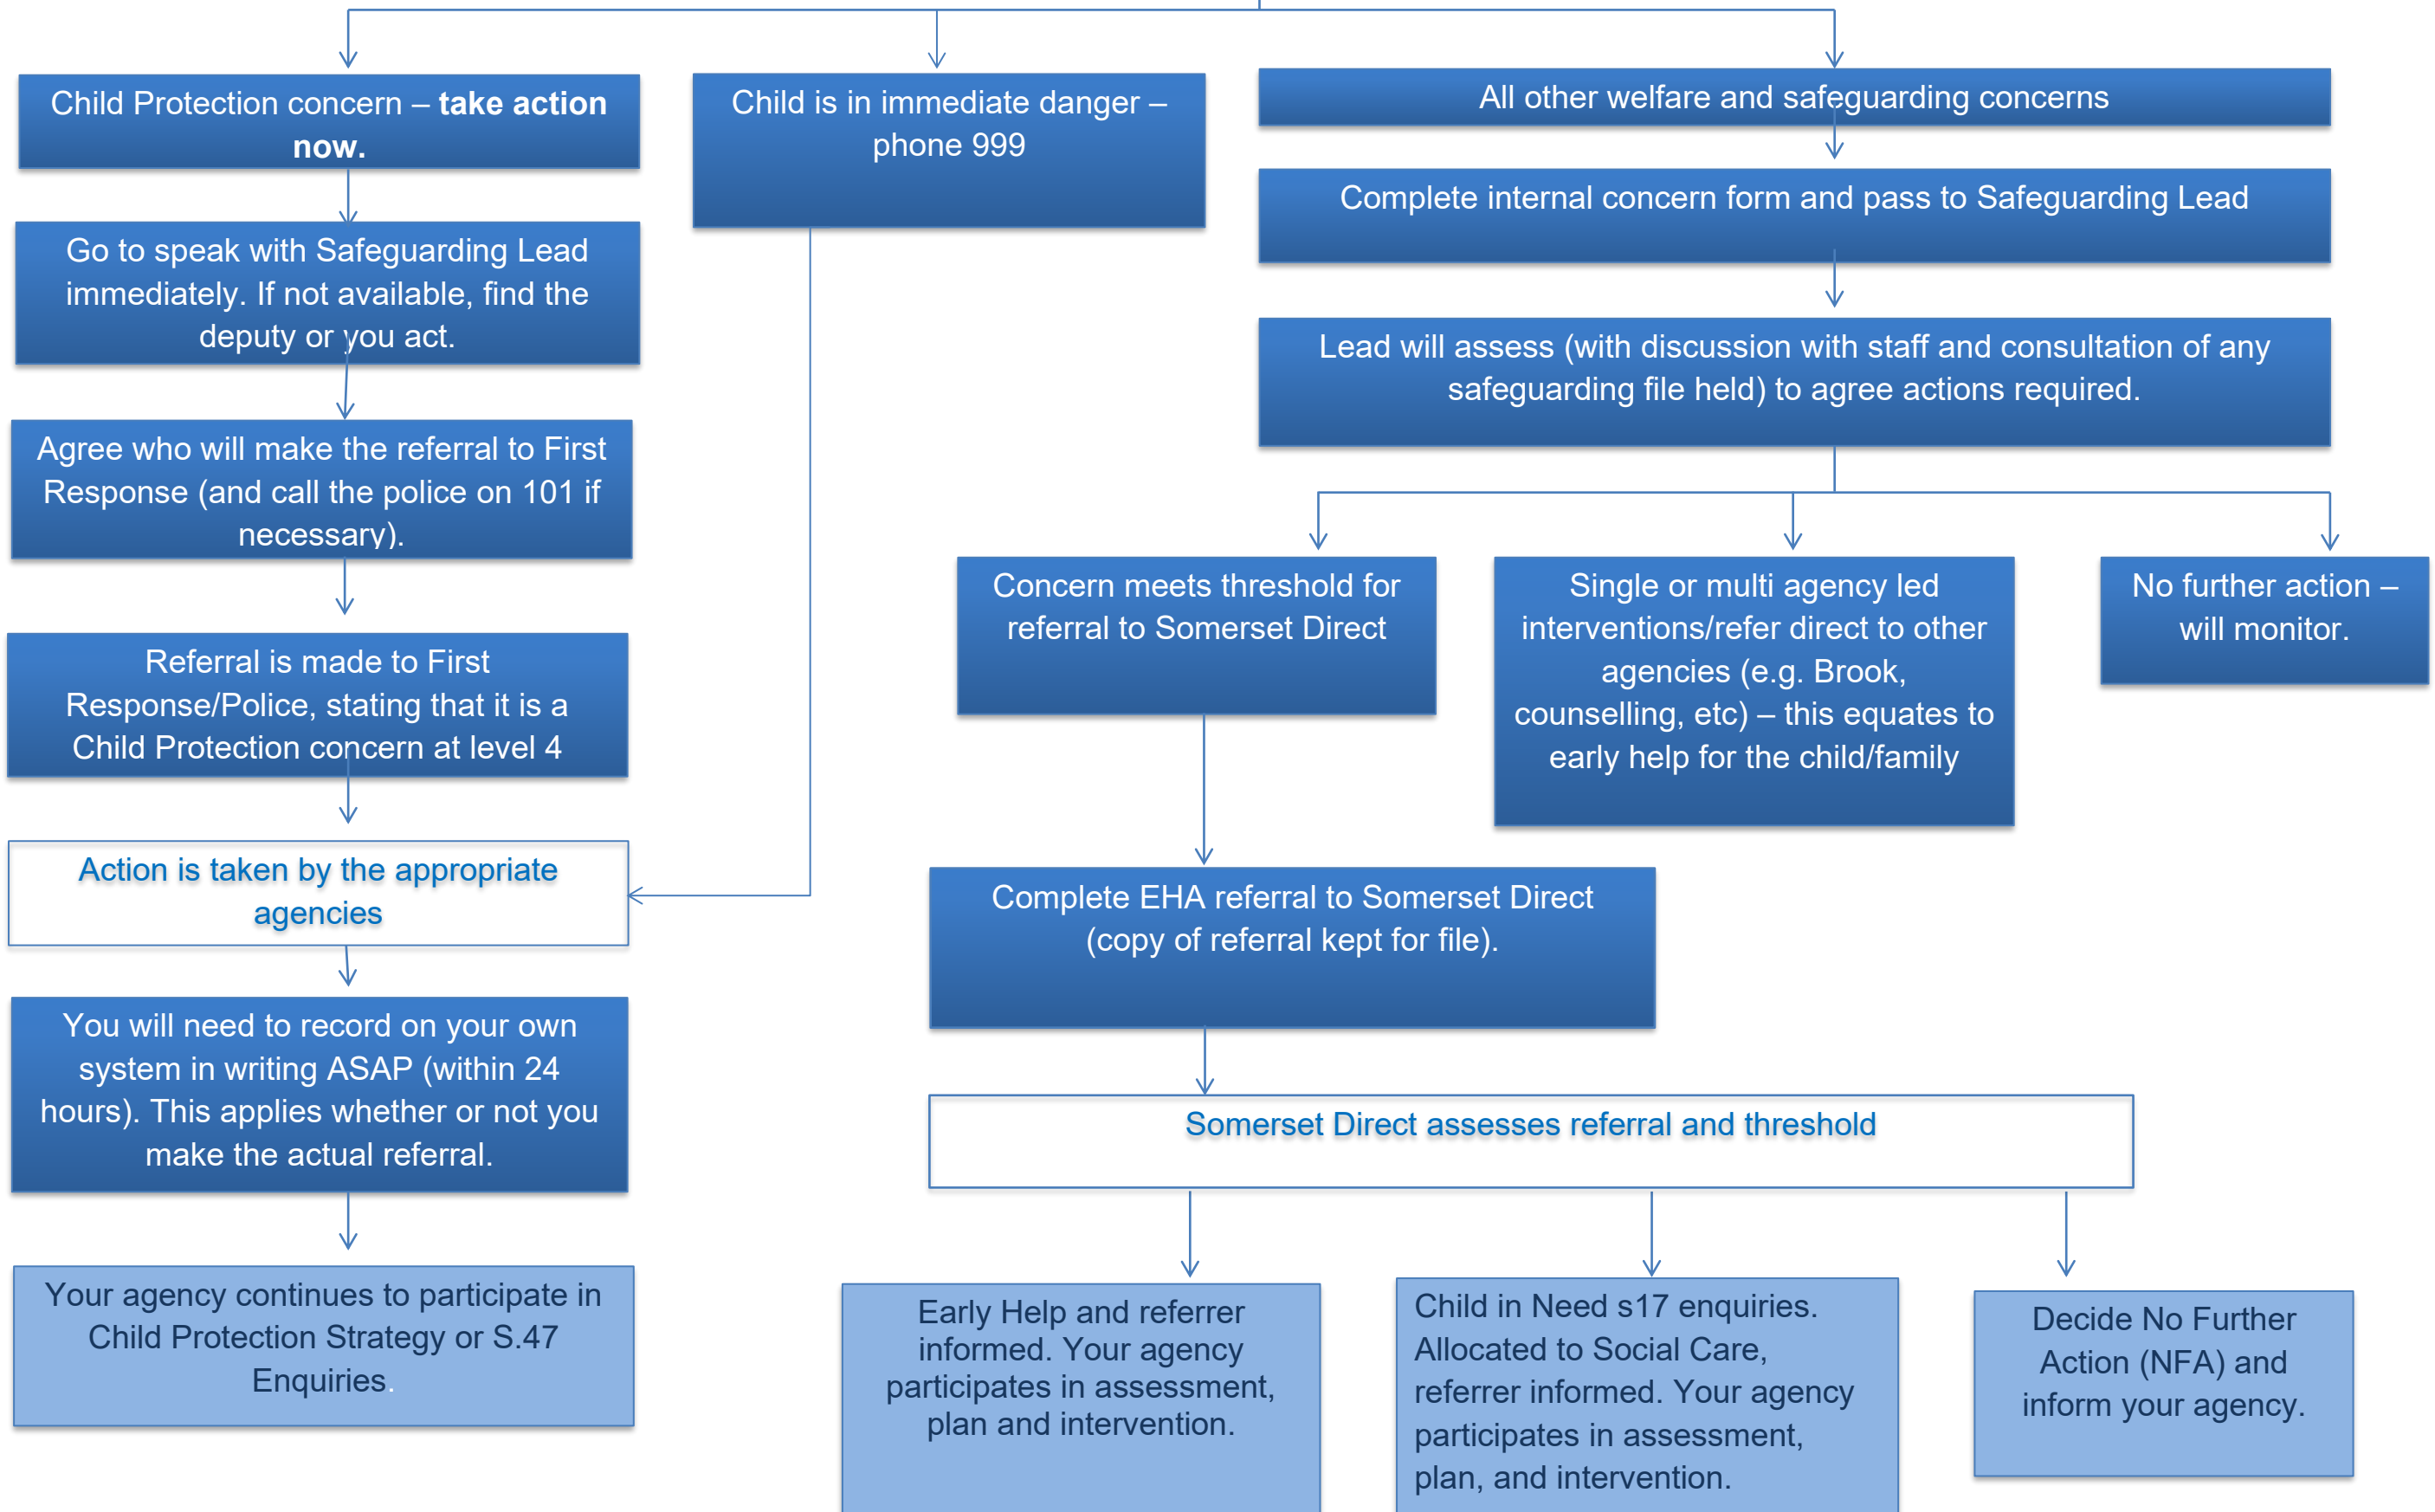 Child Protection concern – take action
now.
Go to speak with Safeguarding Lead
immediately. If not available, find the
deputy or you act.
Agree who will make the referral to First
Response (and call the police on 101 if
necessary).
Referral is made to First
Response/Police, stating that it is a
Child Protection concern at level 4
Action is taken by the appropriate
agencies
You will need to record on your own
system in writing ASAP (within 24
hours). This applies whether or not you
make the actual referral.
Your agency continues to participate in
Child Protection Strategy or S.47
Enquiries.
Child is in immediate danger –
phone 999
All other welfare and safeguarding concerns
Complete internal concern form and pass to Safeguarding Lead
Lead will assess (with discussion with staff and consultation of any
safeguarding file held) to agree actions required.
Concern meets threshold for
referral to Somerset Direct
Single or multi agency led
interventions/refer direct to other
agencies (e.g. Brook,
counselling, etc) – this equates to
early help for the child/family
No further action –
will monitor.
Complete EHA referral to Somerset Direct
(copy of referral kept for file).
Somerset Direct assesses referral and threshold
Early Help and referrer
informed. Your agency
participates in assessment,
plan and intervention.
Child in Need s17 enquiries.
Allocated to Social Care,
referrer informed. Your agency
participates in assessment,
plan, and intervention.
Decide No Further
Action (NFA) and
inform your agency.